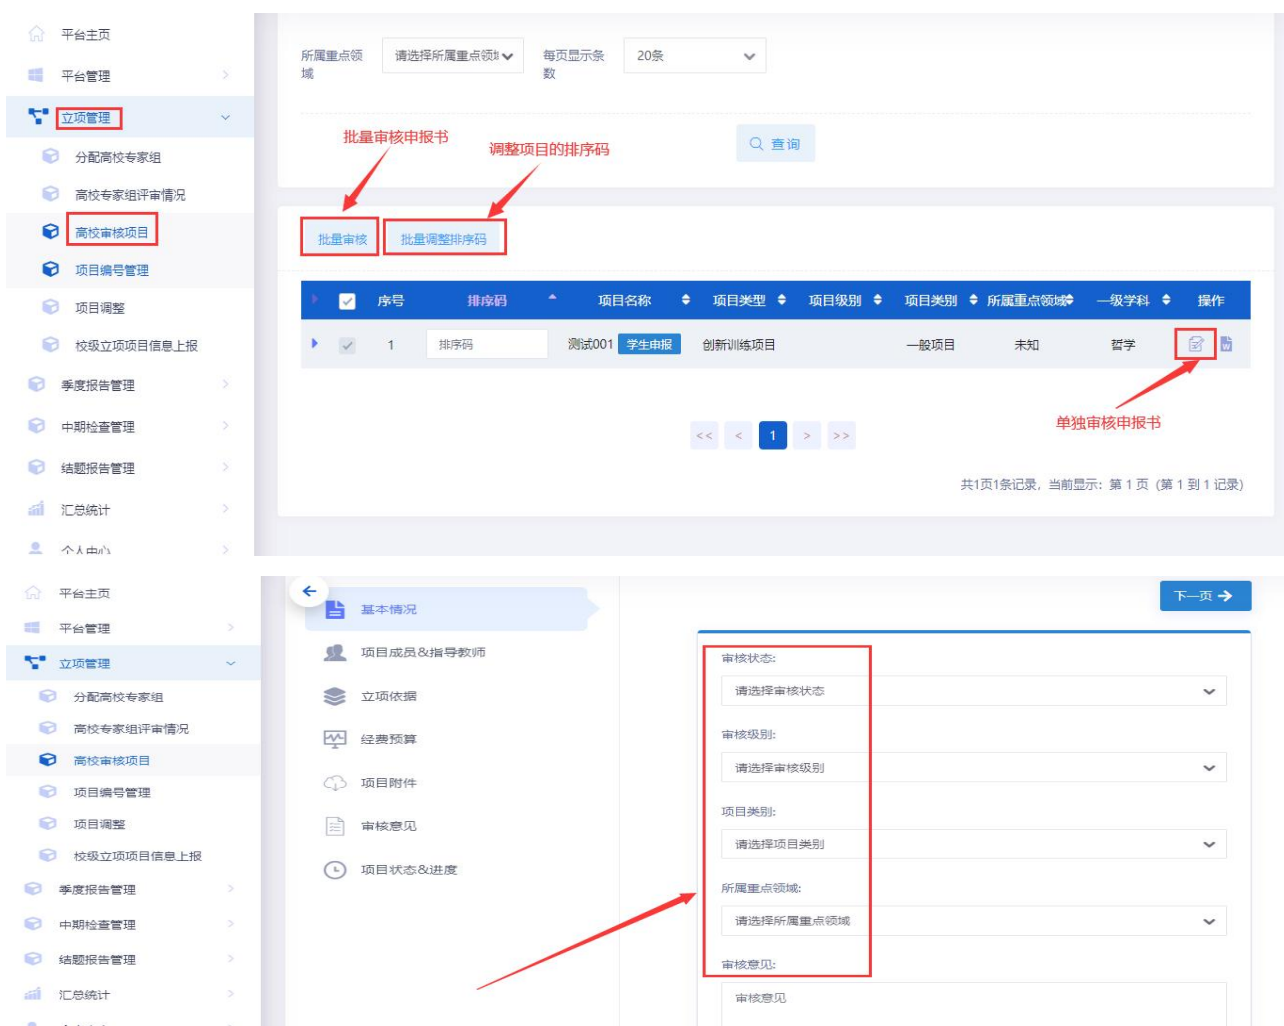 平台主页
平台管理
立项管理
分配高校专家组
高校专家组评审情况
高校审核项目
项目编号管理
项目调整
校级立项项目信息上报
季度报告管理
中期检查管理
结题报告管理
汇总统计
个人中心
所属重点领域 请选择所属重点领域 每页显示条数 20条
批量审核申报书
调整项目的排序码
查询
批量审核 批量调整排序码
序号 排序码 项目名称 项目类型 项目级别 项目类别 所属重点领域 一级学科 操作
1 排序码 测试001 学生申报 创新训练项目 一般项目 未知 哲学
单独审核申报书
<< < 1 > >>
共1页1条记录，当前显示：第 1 页（第 1 到 1 记录）
平台主页
平台管理
立项管理
分配高校专家组
高校专家组评审情况
高校审核项目
项目编号管理
项目调整
校级立项项目信息上报
季度报告管理
中期检查管理
结题报告管理
汇总统计
基本情况
项目成员&指导教师
立项依据
经费预算
项目附件
审核意见
项目状态&进度
下一页
审核状态:
请选择审核状态
审核级别:
请选择审核级别
项目类别:
请选择项目类别
所属重点领域:
请选择所属重点领域
审核意见:
审核意见